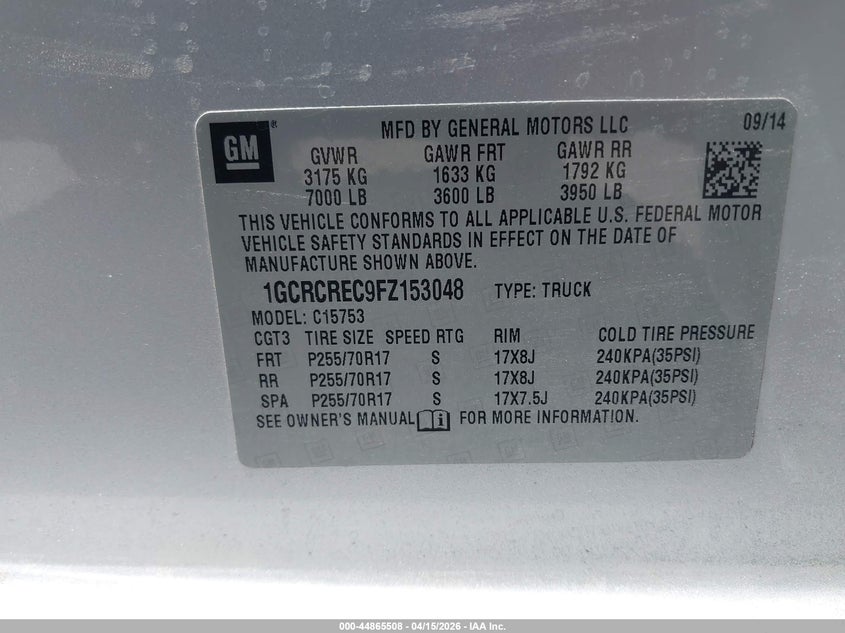 GM ®
MFD BY GENERAL MOTORS LLC 09/14
GVWR GAWR FRT GAWR RR
3175 KG 1633 KG 1792 KG
7000 LB 3600 LB 3950 LB
THIS VEHICLE CONFORMS TO ALL APPLICABLE U.S. FEDERAL MOTOR
VEHICLE SAFETY STANDARDS IN EFFECT ON THE DATE OF
MANUFACTURE SHOWN ABOVE.
1GCRCREC9FZ153048 TYPE: TRUCK
MODEL: C15753
CGT3 TIRE SIZE SPEED RTG RIM COLD TIRE PRESSURE
FRT P255/70R17 S 17X8J 240KPA(35PSI)
RR P255/70R17 S 17X8J 240KPA(35PSI)
SPA P255/70R17 S 17X7.5J 240KPA(35PSI)
SEE OWNER'S MANUAL i FOR MORE INFORMATION.
000-44865508 - 04/15/2026 - IAA Inc.